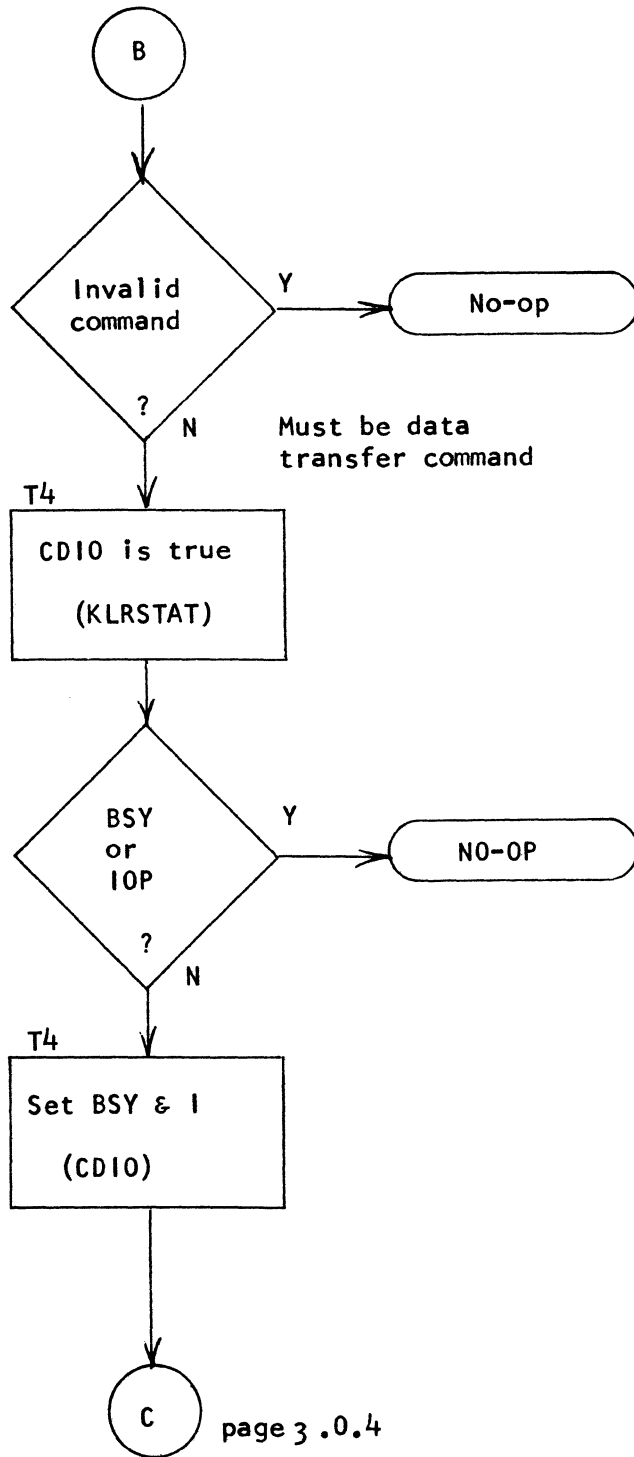 B
Invalid
command
?
Y
No-op
N
Must be data
transfer command
T4
CDIO is true
(KLRSTAT)
BSY
or
IOP
?
Y
NO-OP
N
T4
Set BSY & I
(CDIO)
C
page 3.0.4